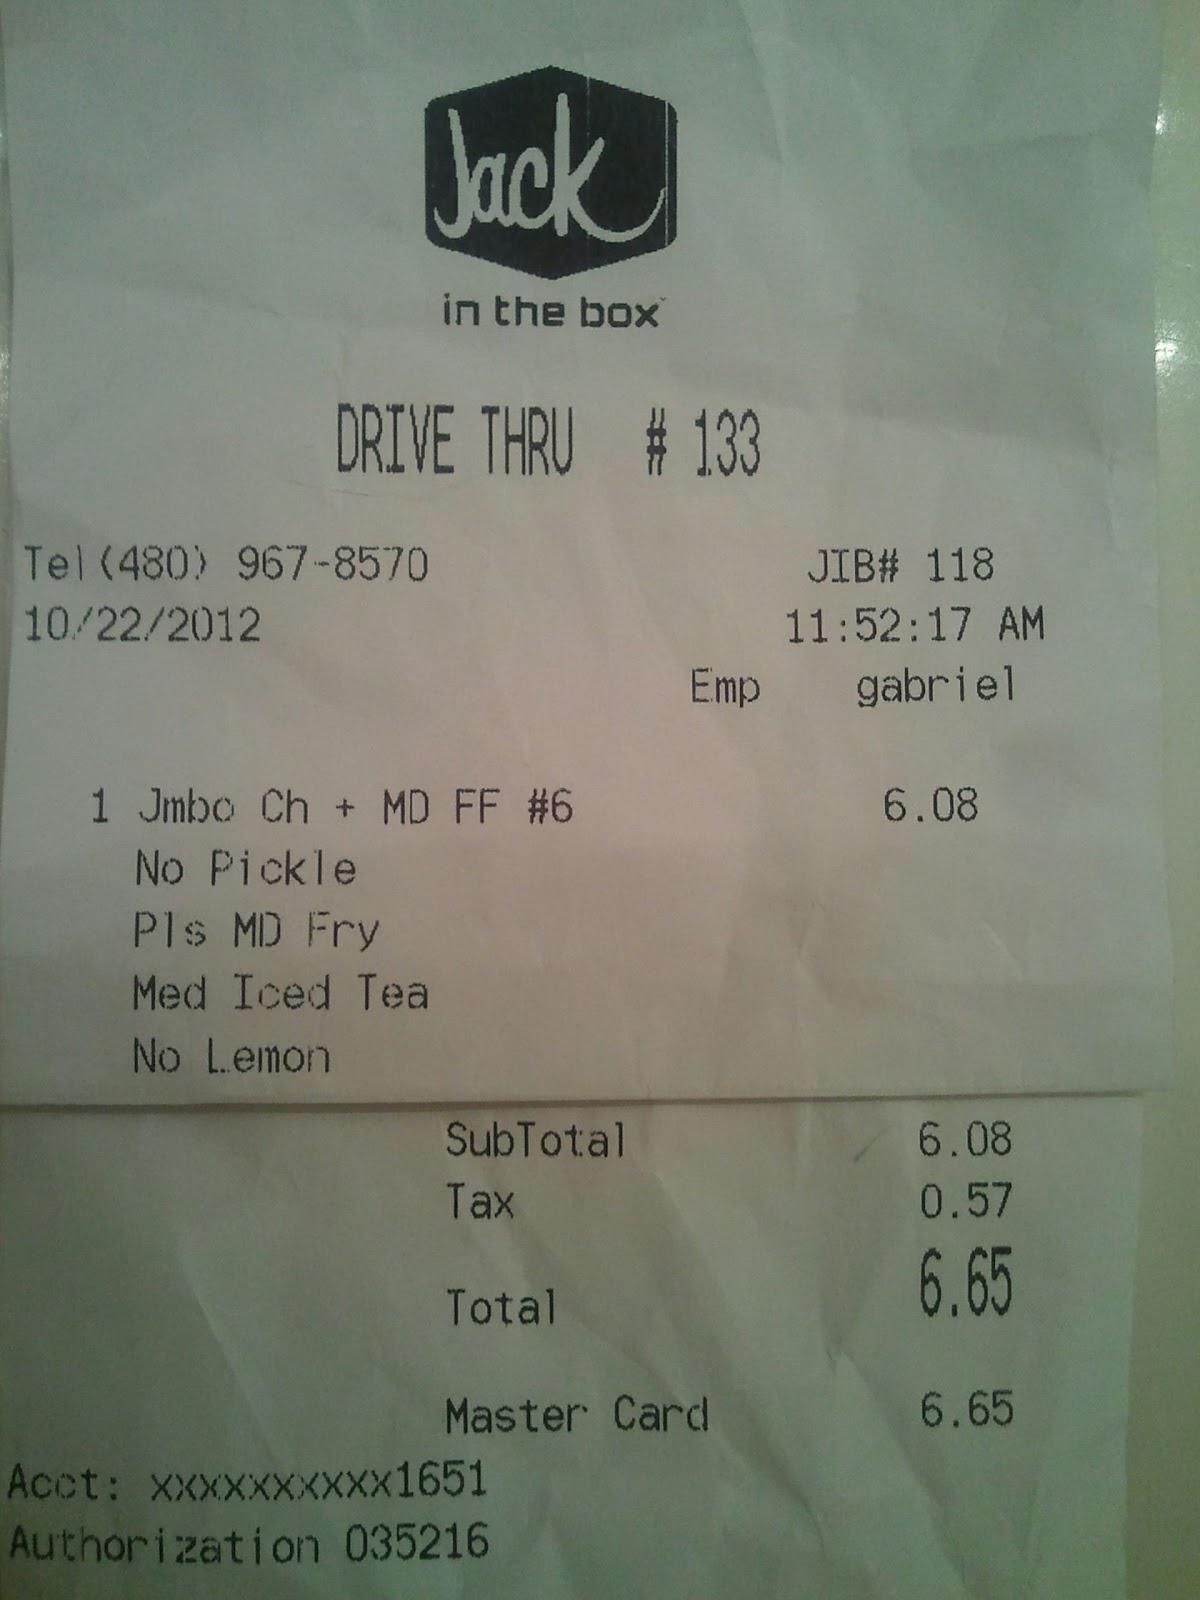 Jack
in the box
DRIVE THRU # 133
Tel(480) 967-8570 JIB# 118
10/22/2012 11:52:17 AM
Emp gabriel
1 Jmbo Ch + MD FF #6 6.08
No Pickle
Pls MD Fry
Med Iced Tea
No Lemon
SubTotal 6.08
Tax 0.57
Total 6.65
Master Card 6.65
Acct: xxxxxxxxxx1651
Authorization 035216